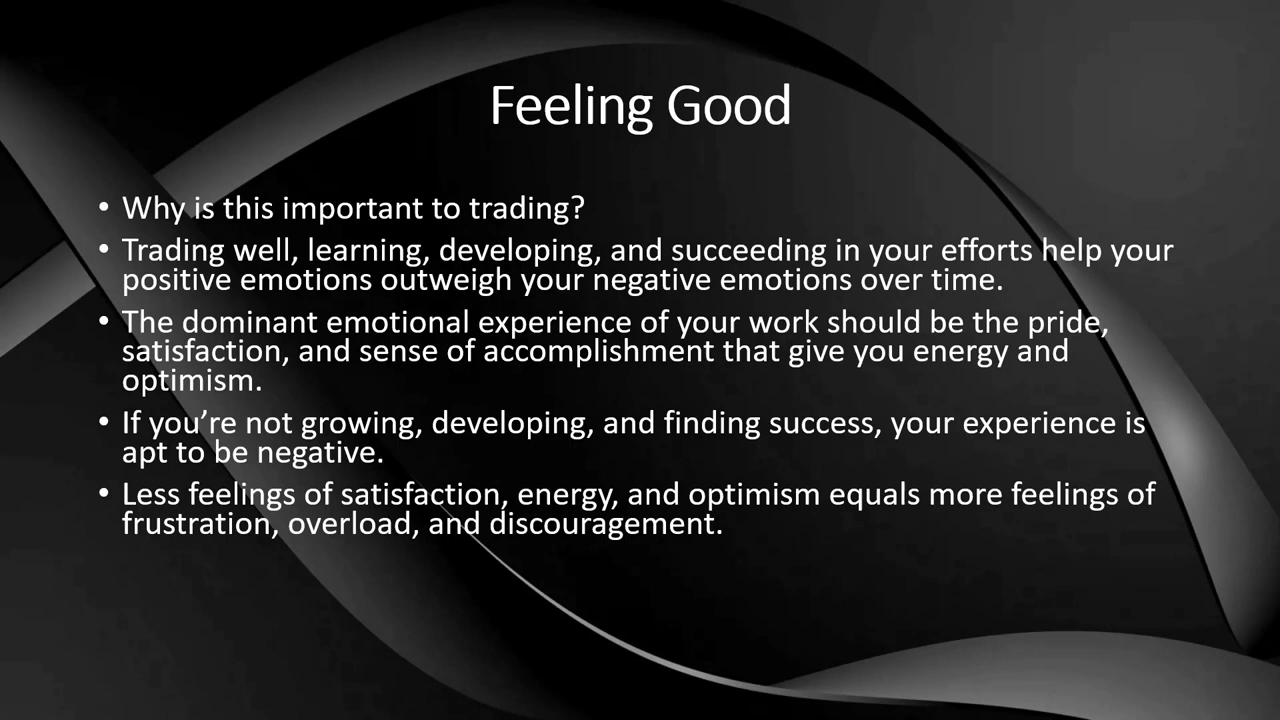 Feeling Good
• Why is this important to trading?
• Trading well, learning, developing, and succeeding in your efforts help your
positive emotions outweigh your negative emotions over time.
• The dominant emotional experience of your work should be the pride,
satisfaction, and sense of accomplishment that give you energy and
optimism.
• If you’re not growing, developing, and finding success, your experience is
apt to be negative.
• Less feelings of satisfaction, energy, and optimism equals more feelings of
frustration, overload, and discouragement.